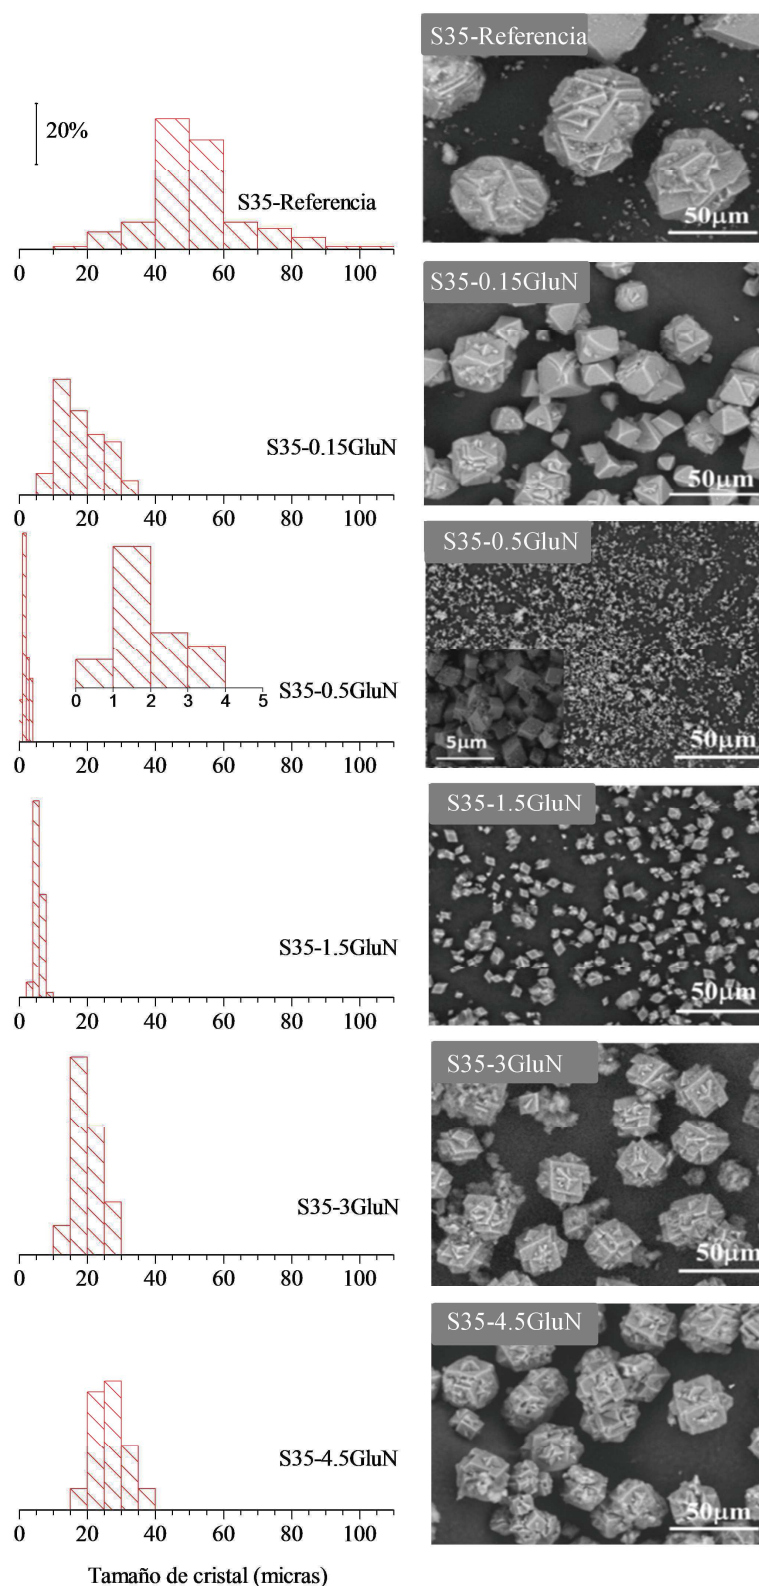 S35-Referencia
20%
S35-Referencia
50µm
0 20 40 60 80 100
S35-0.15GluN
S35-0.15GluN
50µm
0 20 40 60 80 100
S35-0.5GluN
0 1 2 3 4 5
S35-0.5GluN
5µm
50µm
0 20 40 60 80 100
S35-1.5GluN
S35-1.5GluN
50µm
0 20 40 60 80 100
S35-3GluN
S35-3GluN
50µm
0 20 40 60 80 100
S35-4.5GluN
S35-4.5GluN
50µm
0 20 40 60 80 100
Tamaño de cristal (micras)